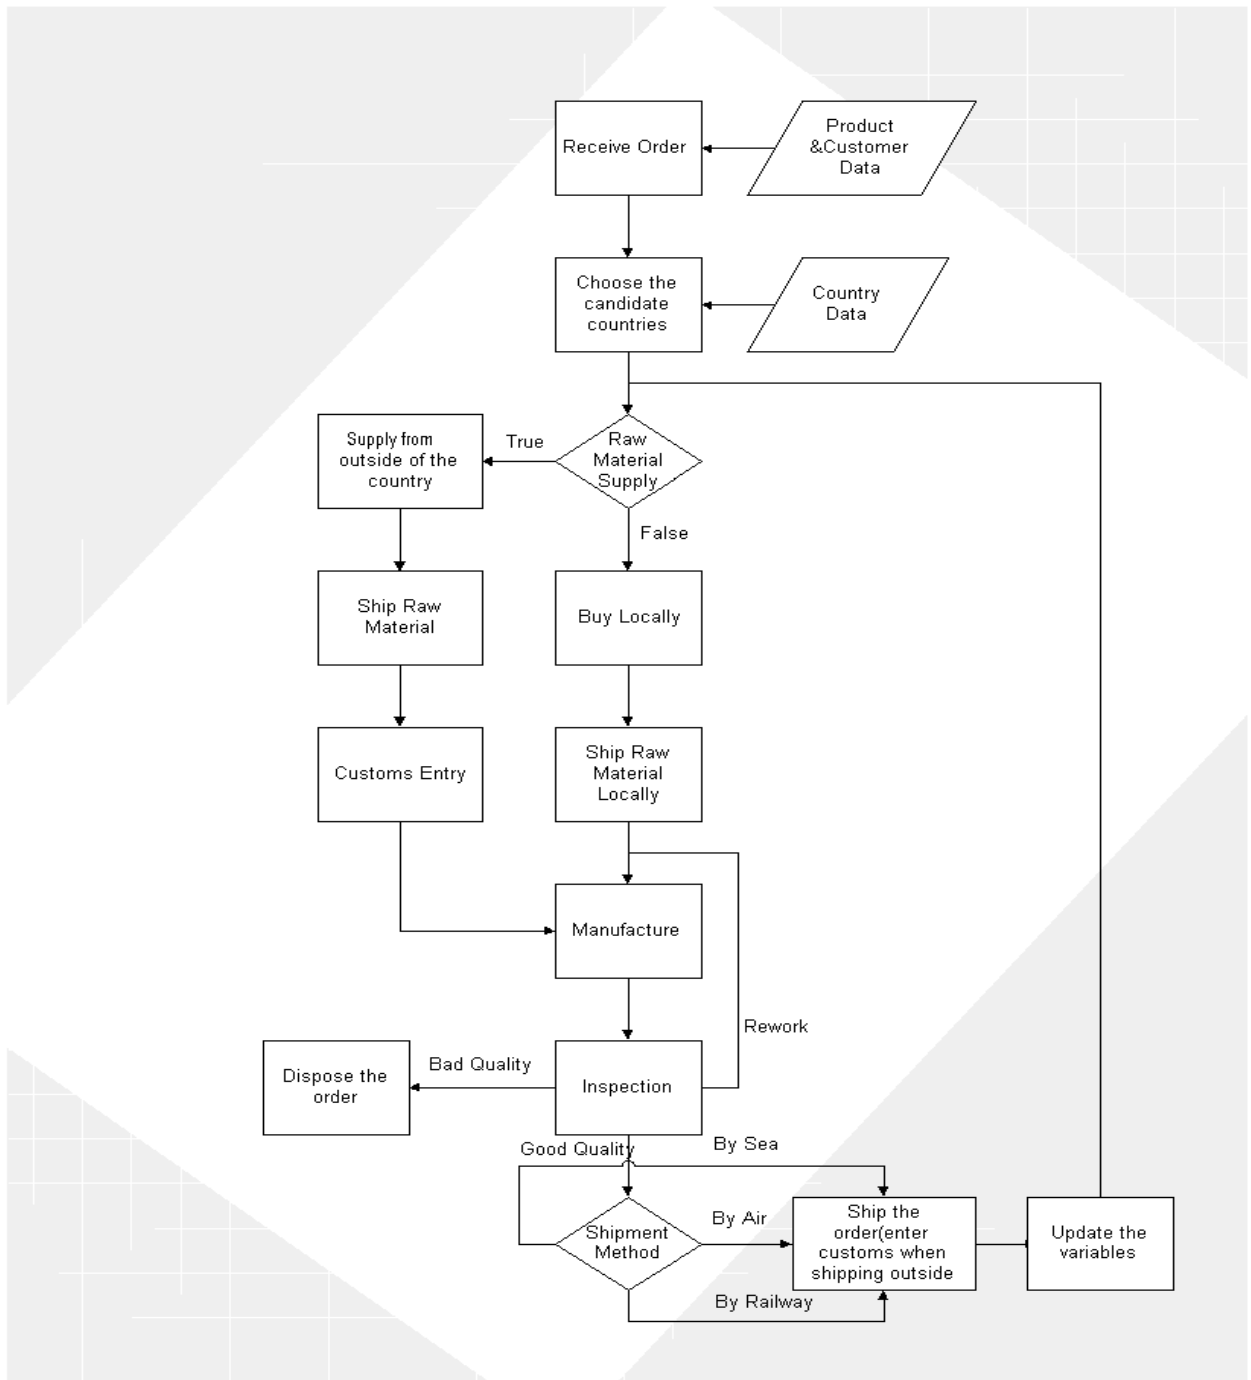 Receive Order
Product
&Customer
Data
Choose the
candidate
countries
Country
Data
Supply from
outside of the
country
True
Raw
Material
Supply
False
Ship Raw
Material
Buy Locally
Customs Entry
Ship Raw
Material
Locally
Manufacture
Rework
Dispose the
order
Bad Quality
Inspection
Good Quality
By Sea
Shipment
Method
By Air
Ship the
order(enter
customs when
shipping outside
Update the
variables
By Railway